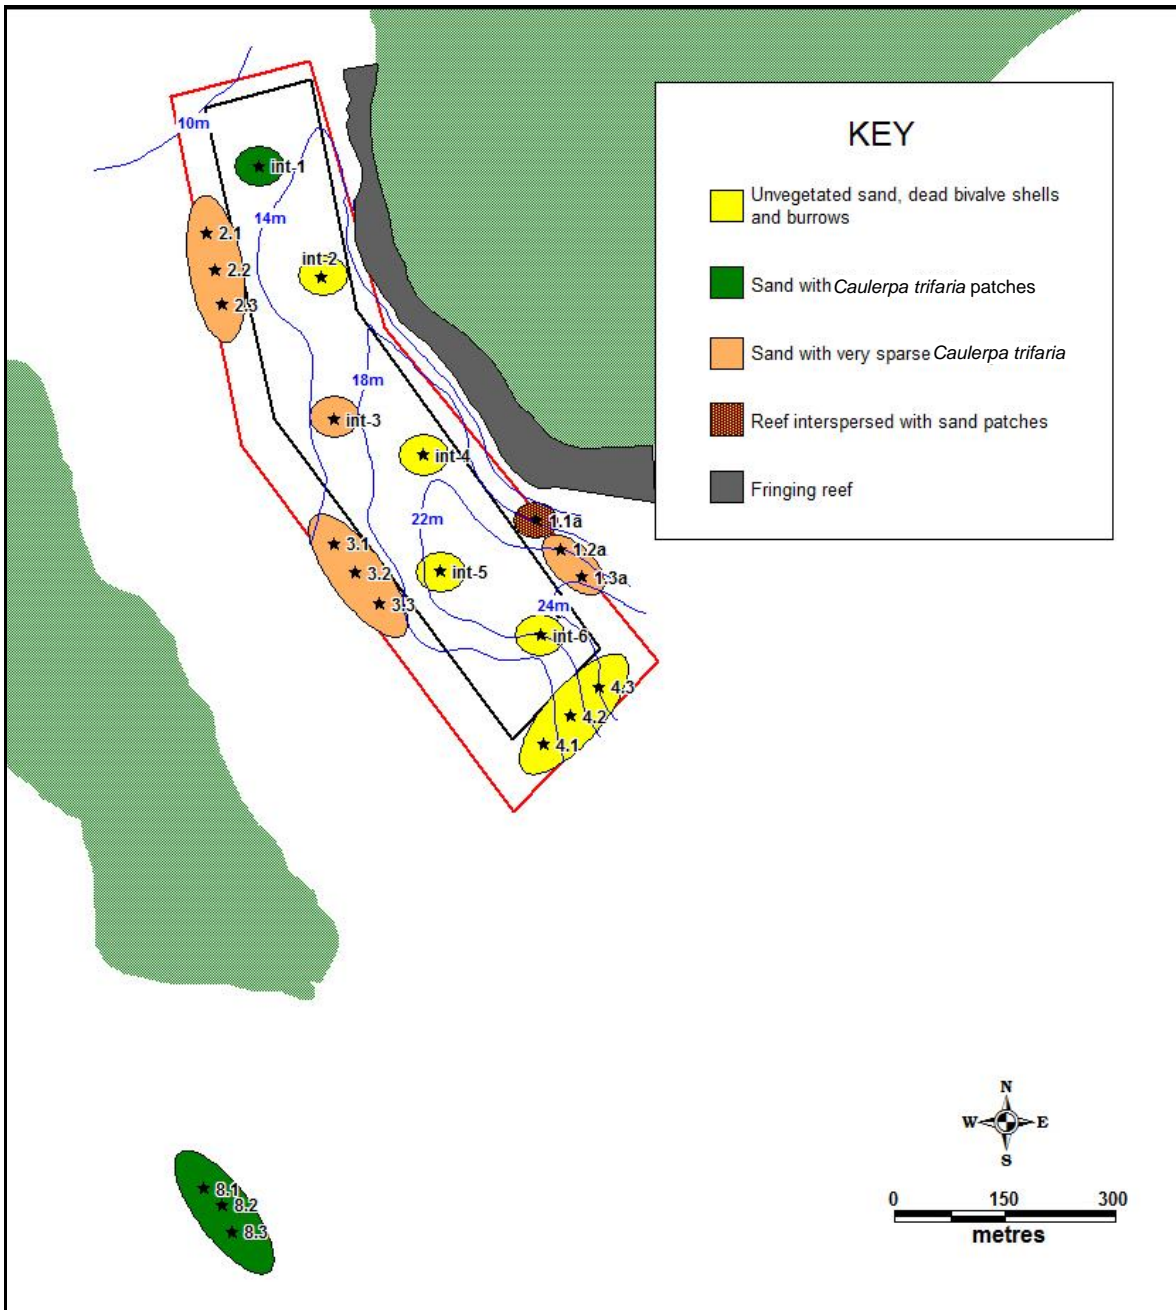 10m
int-1
2.1
14m
int-2
2.2
2.3
18m
int-3
int-4
22m
1.1a
3.1
1.2a
3.2
int-5
1.3a
3.3
24m
int-6
4.3
4.2
4.1
KEY
Unvegetated sand, dead bivalve shells
and burrows
Sand with Caulerpa trifaria patches
Sand with very sparse Caulerpa trifaria
Reef interspersed with sand patches
Fringing reef
N
W E
S
8.1
8.2
8.3
0 150 300
metres